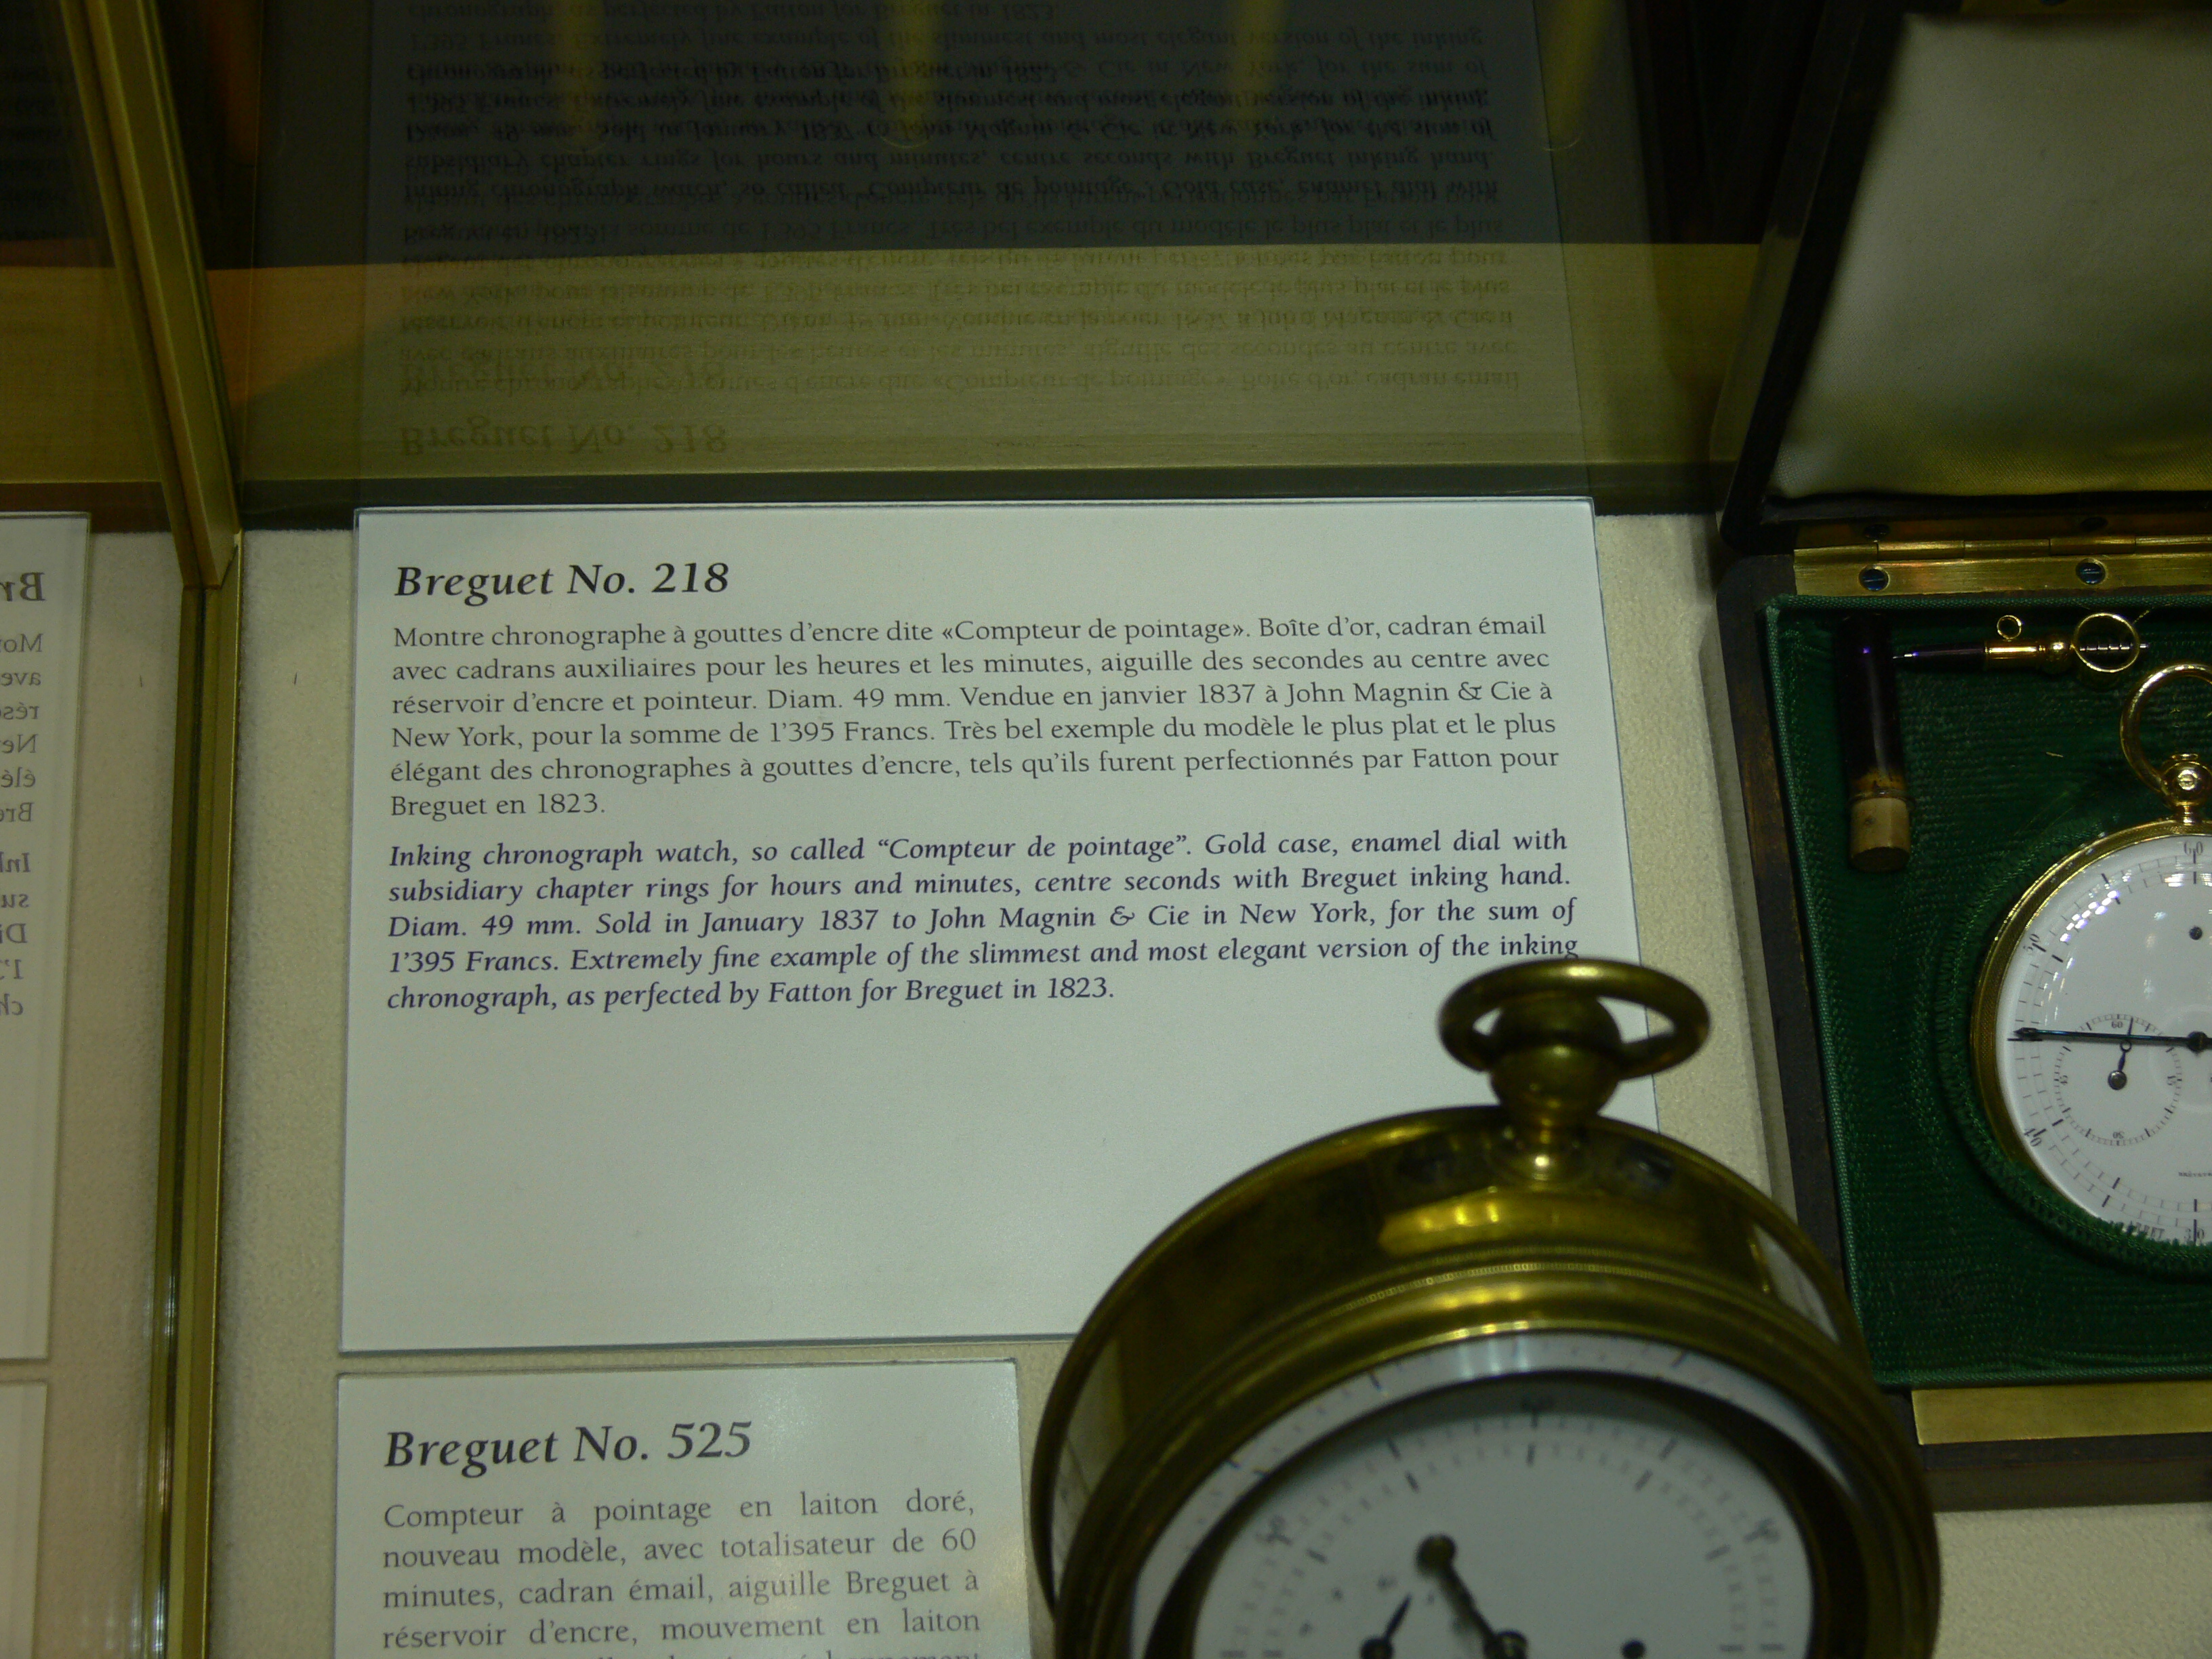 Breguet No. 218
Montre chronographe à gouttes d'encre dite «Compteur de pointage». Boîte d'or, cadran émail
avec cadrans auxiliaires pour les heures et les minutes, aiguille des secondes au centre avec
réservoir d'encre et pointeur. Diam. 49 mm. Vendue en janvier 1837 à John Magnin & Cie à
New York, pour la somme de 1'395 Francs. Très bel exemple du modèle le plus plat et le plus
élégant des chronographes à gouttes d'encre, tels qu'ils furent perfectionnés par Fatton pour
Breguet en 1823.
Inking chronograph watch, so called “Compteur de pointage”. Gold case, enamel dial with
subsidiary chapter rings for hours and minutes, centre seconds with Breguet inking hand.
Diam. 49 mm. Sold in January 1837 to John Magnin & Cie in New York, for the sum of
1'395 Francs. Extremely fine example of the slimmest and most elegant version of the inking
chronograph, as perfected by Fatton for Breguet in 1823.
Breguet No. 525
Compteur à pointage en laiton doré,
nouveau modèle, avec totalisateur de 60
minutes, cadran émail, aiguille Breguet à
réservoir d'encre, mouvement en laiton